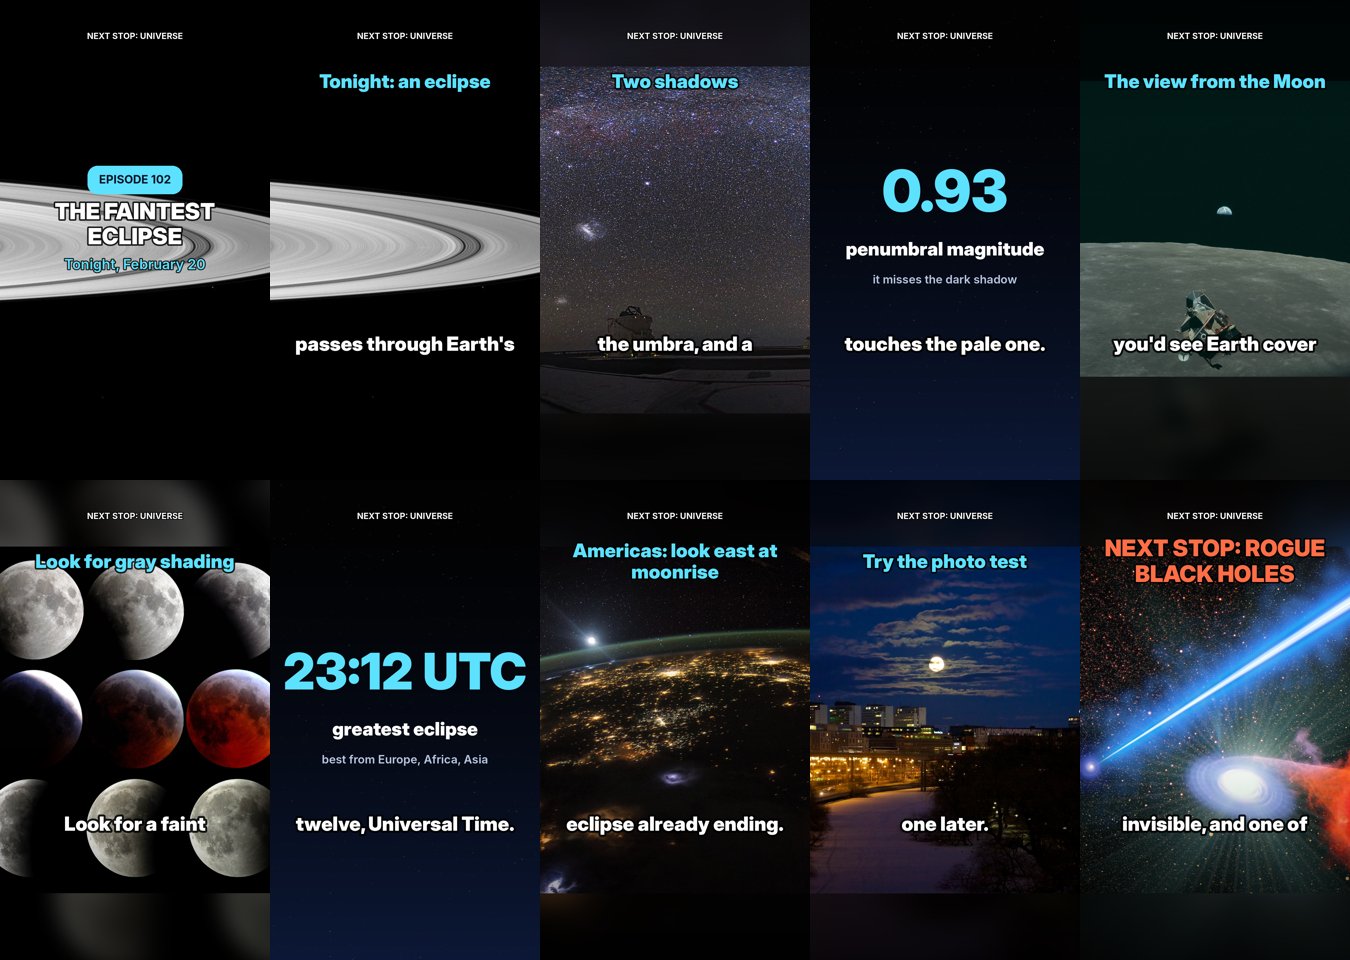 NEXT STOP: UNIVERSE
EPISODE 102
THE FAINTEST
ECLIPSE
Tonight, February 20
NEXT STOP: UNIVERSE
Tonight: an eclipse
passes through Earth's
NEXT STOP: UNIVERSE
Two shadows
the umbra, and a
NEXT STOP: UNIVERSE
0.93
penumbral magnitude
it misses the dark shadow
touches the pale one.
NEXT STOP: UNIVERSE
The view from the Moon
you'd see Earth cover
NEXT STOP: UNIVERSE
Look for gray shading
Look for a faint
NEXT STOP: UNIVERSE
23:12 UTC
greatest eclipse
best from Europe, Africa, Asia
twelve, Universal Time.
NEXT STOP: UNIVERSE
Americas: look east at
moonrise
eclipse already ending.
NEXT STOP: UNIVERSE
Try the photo test
one later.
NEXT STOP: UNIVERSE
NEXT STOP: ROGUE
BLACK HOLES
invisible, and one of